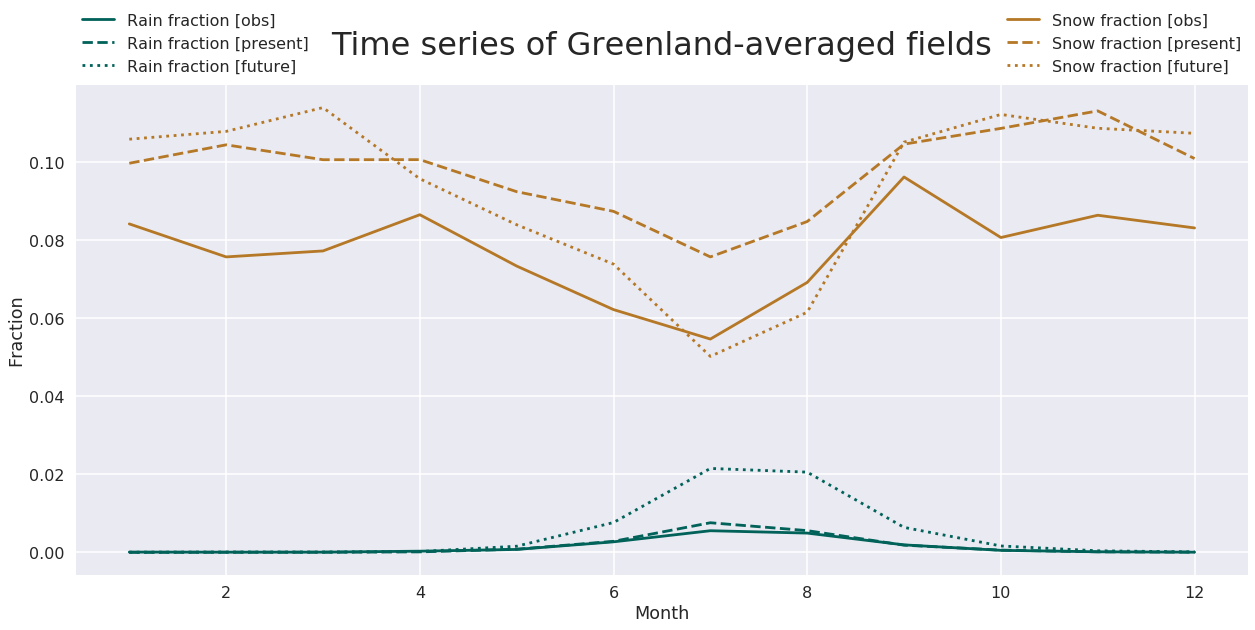 Rain fraction [obs]
Rain fraction [present]
Rain fraction [future]
Time series of Greenland-averaged fields
Snow fraction [obs]
Snow fraction [present]
Snow fraction [future]
Fraction
0.10
0.08
0.06
0.04
0.02
0.00
2 4 6 8 10 12
Month